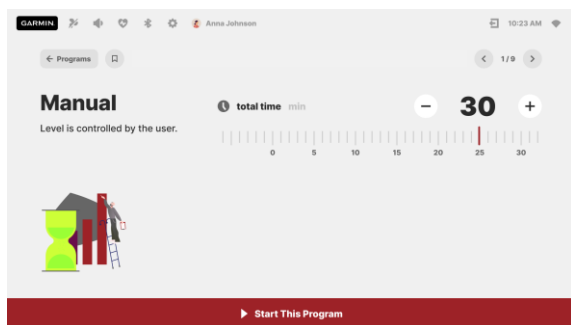 GARMIN Anna Johnson 10:23 AM
Programs 1/9
Manual
total time min 30
Level is controlled by the user.
0 5 10 15 20 25 30
Start This Program